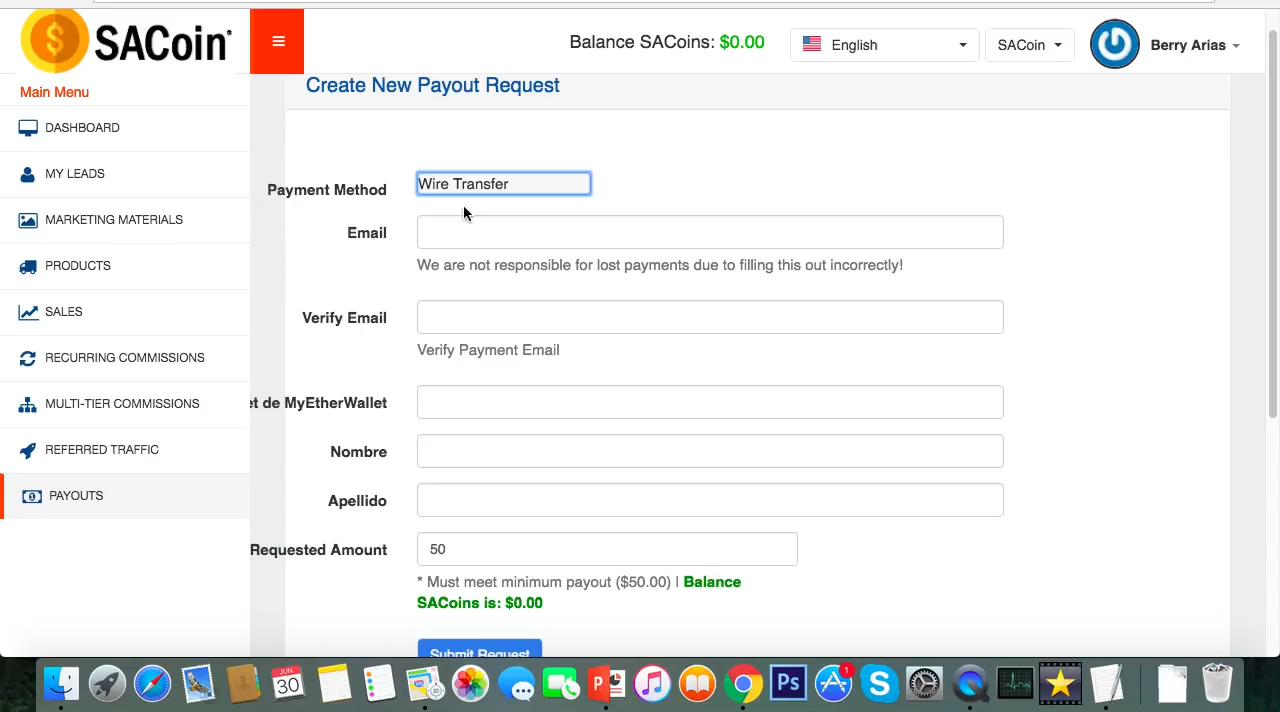 SACoin
Balance SACoins: $0.00
English
SACoin
Berry Arias
Main Menu
DASHBOARD
MY LEADS
MARKETING MATERIALS
PRODUCTS
SALES
RECURRING COMMISSIONS
MULTI-TIER COMMISSIONS
REFERRED TRAFFIC
PAYOUTS
Create New Payout Request
Payment Method
Wire Transfer
Email
We are not responsible for lost payments due to filling this out incorrectly!
Verify Email
Verify Payment Email
et de MyEtherWallet
Nombre
Apellido
Requested Amount
50
* Must meet minimum payout ($50.00) | Balance
SACoins is: $0.00
Submit Request
JUN
30
Ps
1